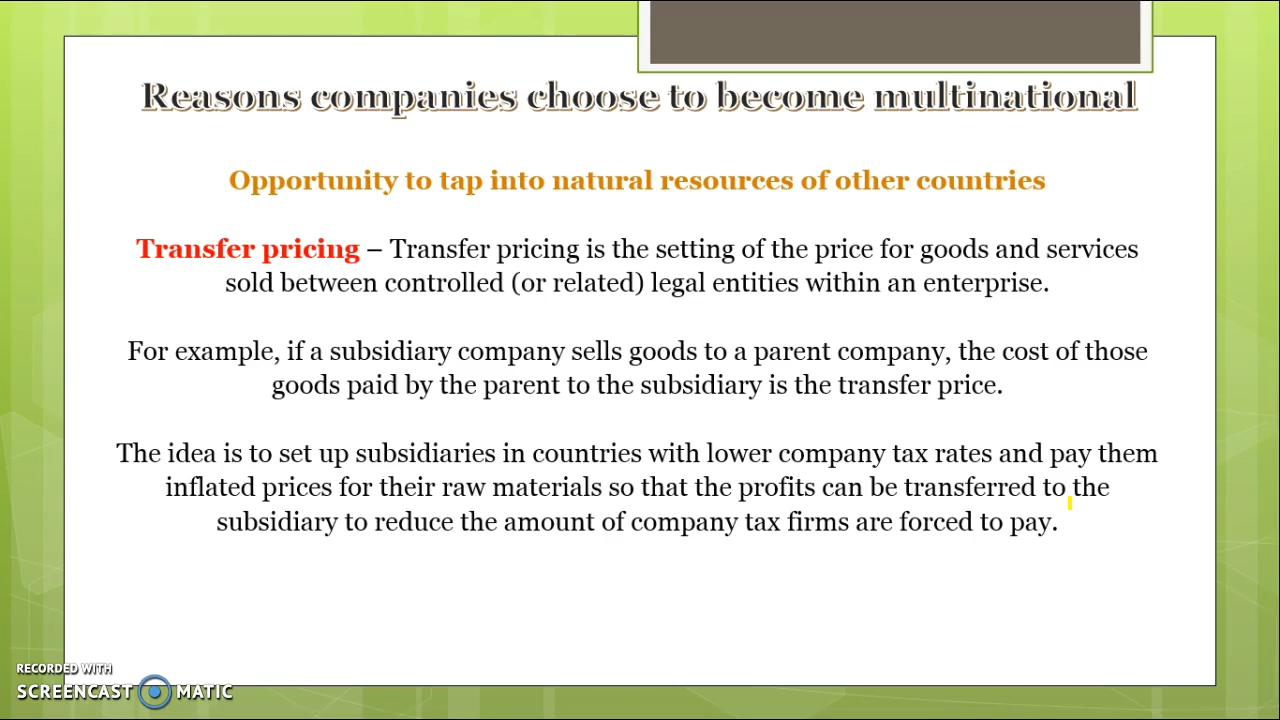 Reasons companies choose to become multinational
Opportunity to tap into natural resources of other countries
Transfer pricing – Transfer pricing is the setting of the price for goods and services
sold between controlled (or related) legal entities within an enterprise.
For example, if a subsidiary company sells goods to a parent company, the cost of those
goods paid by the parent to the subsidiary is the transfer price.
The idea is to set up subsidiaries in countries with lower company tax rates and pay them
inflated prices for their raw materials so that the profits can be transferred to the
subsidiary to reduce the amount of company tax firms are forced to pay.
RECORDED WITH
SCREENCAST MATIC